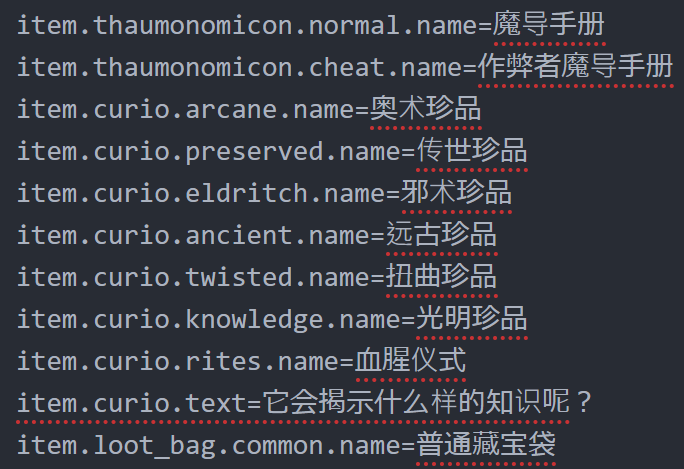 item.thaumonomicon.normal.name=魔导手册
item.thaumonomicon.cheat.name=作弊者魔导手册
item.curio.arcane.name=奥术珍品
item.curio.preserved.name=传世珍品
item.curio.eldritch.name=邪术珍品
item.curio.ancient.name=远古珍品
item.curio.twisted.name=扭曲珍品
item.curio.knowledge.name=光明珍品
item.curio.rites.name=血腥仪式
item.curio.text=它会揭示什么样的知识呢？
item.loot_bag.common.name=普通藏宝袋